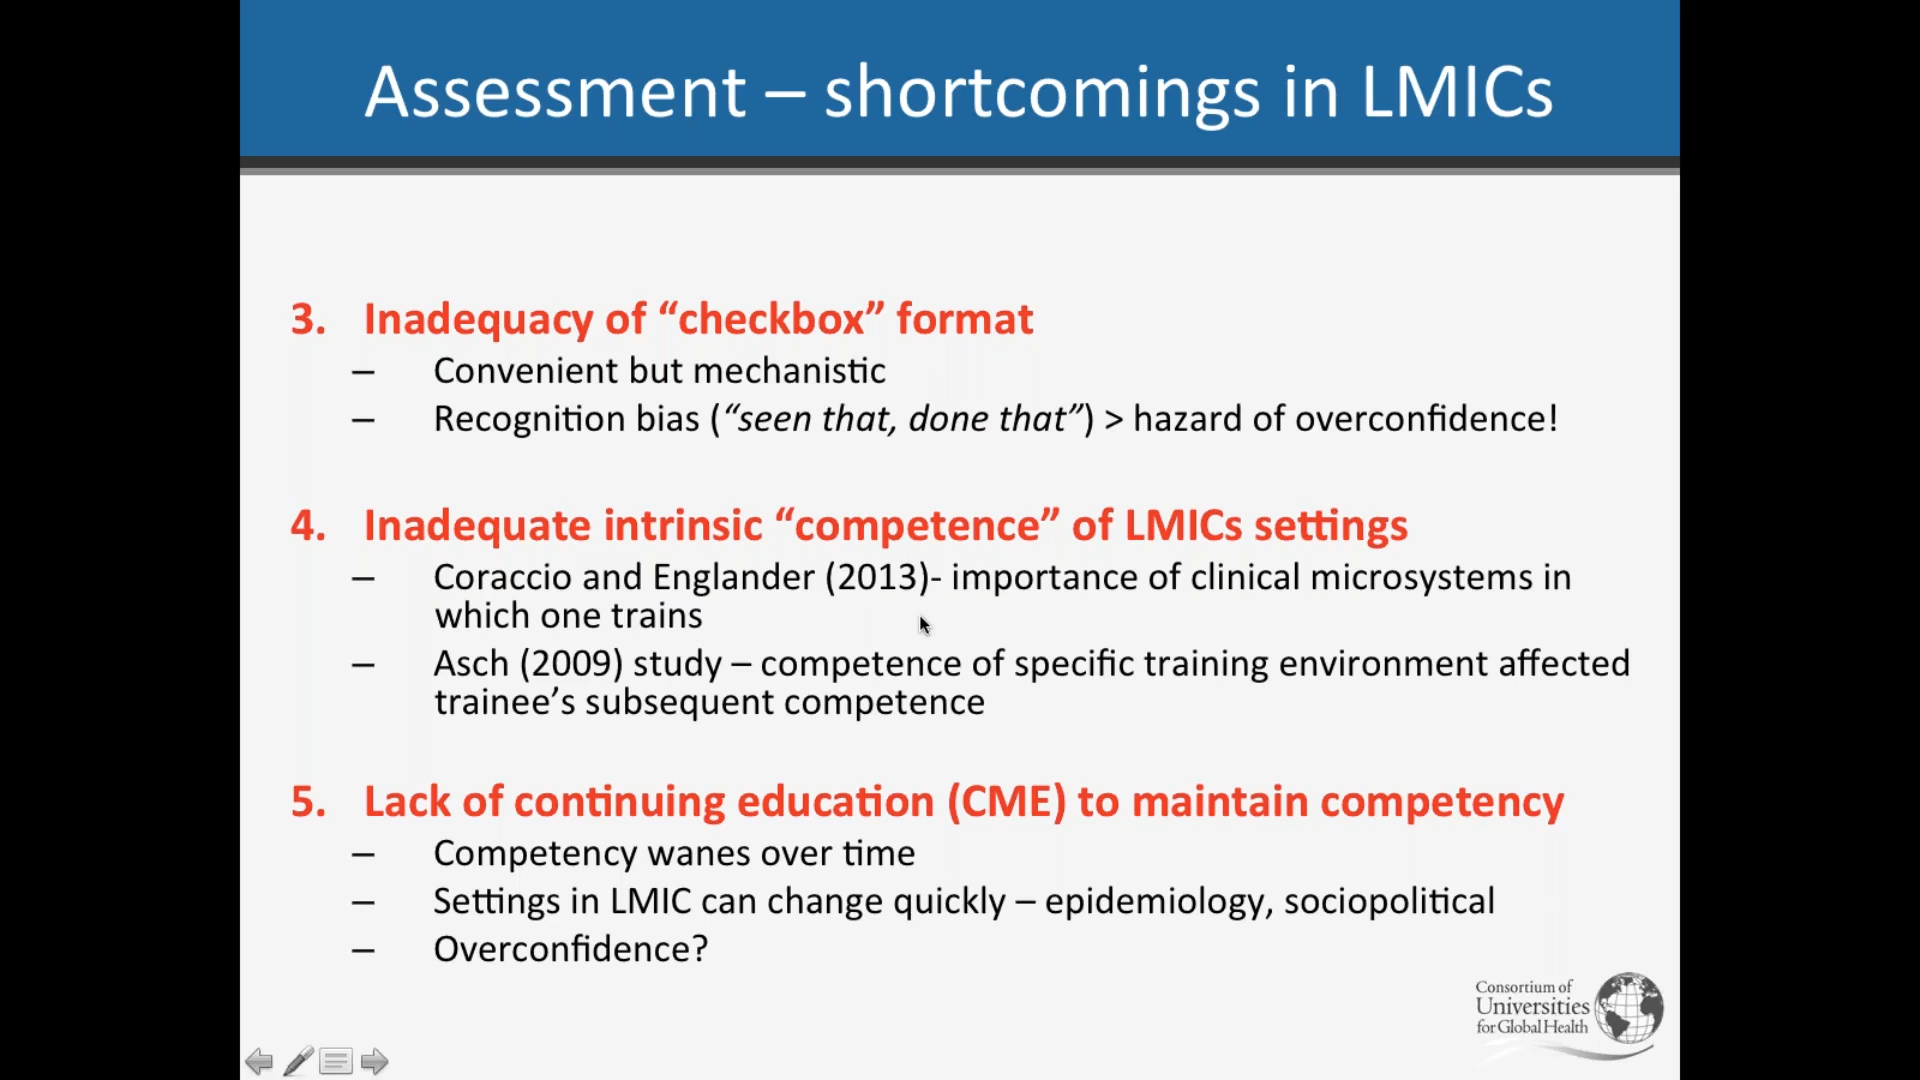 Assessment – shortcomings in LMICs
3. Inadequacy of “checkbox” format
– Convenient but mechanistic
– Recognition bias (“seen that, done that”) > hazard of overconfidence!
4. Inadequate intrinsic “competence” of LMICs settings
– Coraccio and Englander (2013)- importance of clinical microsystems in
which one trains
– Asch (2009) study – competence of specific training environment affected
trainee’s subsequent competence
5. Lack of continuing education (CME) to maintain competency
– Competency wanes over time
– Settings in LMIC can change quickly – epidemiology, sociopolitical
– Overconfidence?
Consortium of
Universities
for Global Health